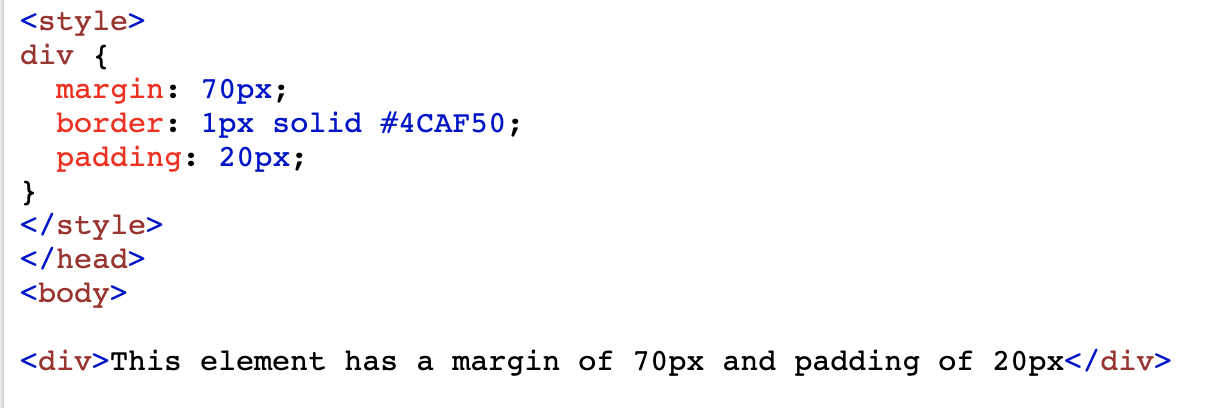 <style>
div {
  margin: 70px;
  border: 1px solid #4CAF50;
  padding: 20px;
}
</style>
</head>
<body>

<div>This element has a margin of 70px and padding of 20px</div>